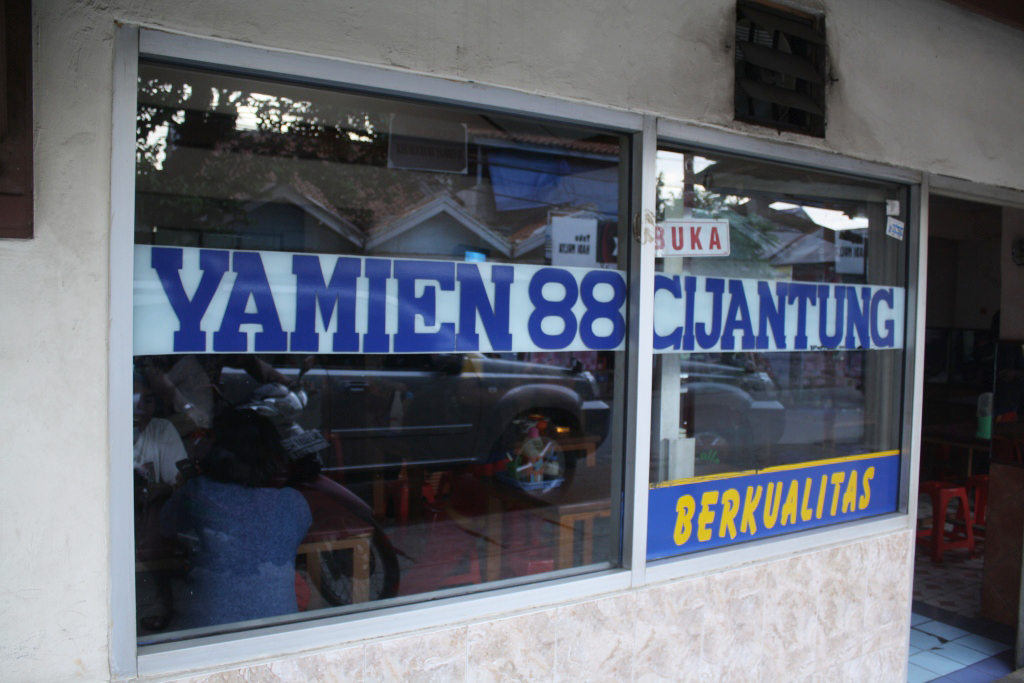 BUKA
YAMIEN 88 CIJANTUNG
BERKUALITAS